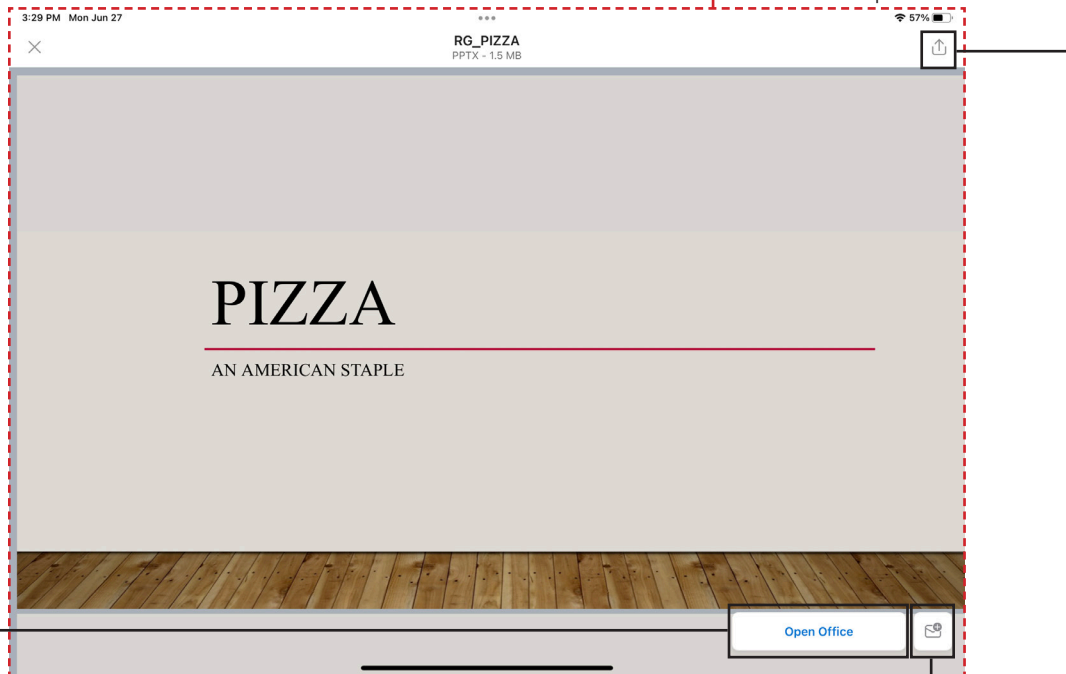 3:29 PM Mon Jun 27
57%
RG_PIZZA
PPTX - 1.5 MB
PIZZA
AN AMERICAN STAPLE
Open Office